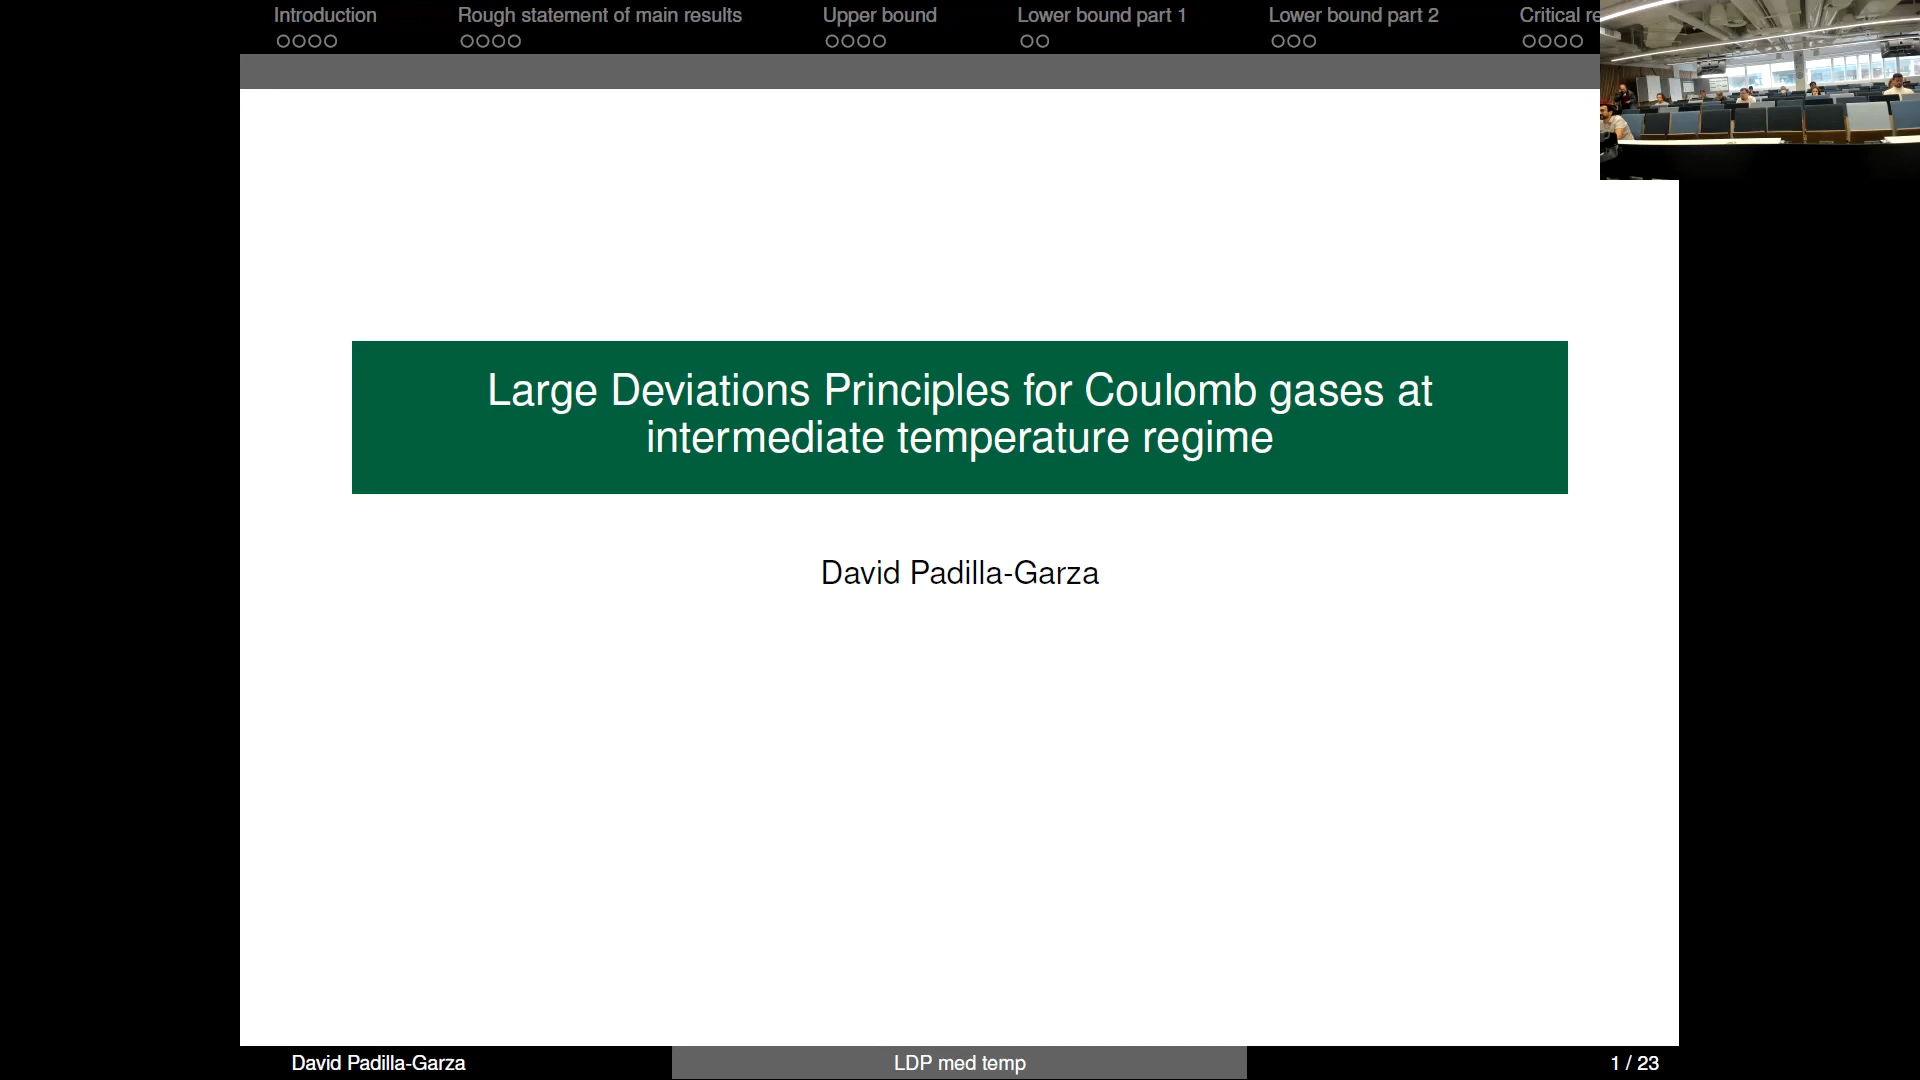 Introduction
Rough statement of main results
Upper bound
Lower bound part 1
Lower bound part 2
Critical re
Large Deviations Principles for Coulomb gases at
intermediate temperature regime
David Padilla-Garza
David Padilla-Garza
LDP med temp
1 / 23